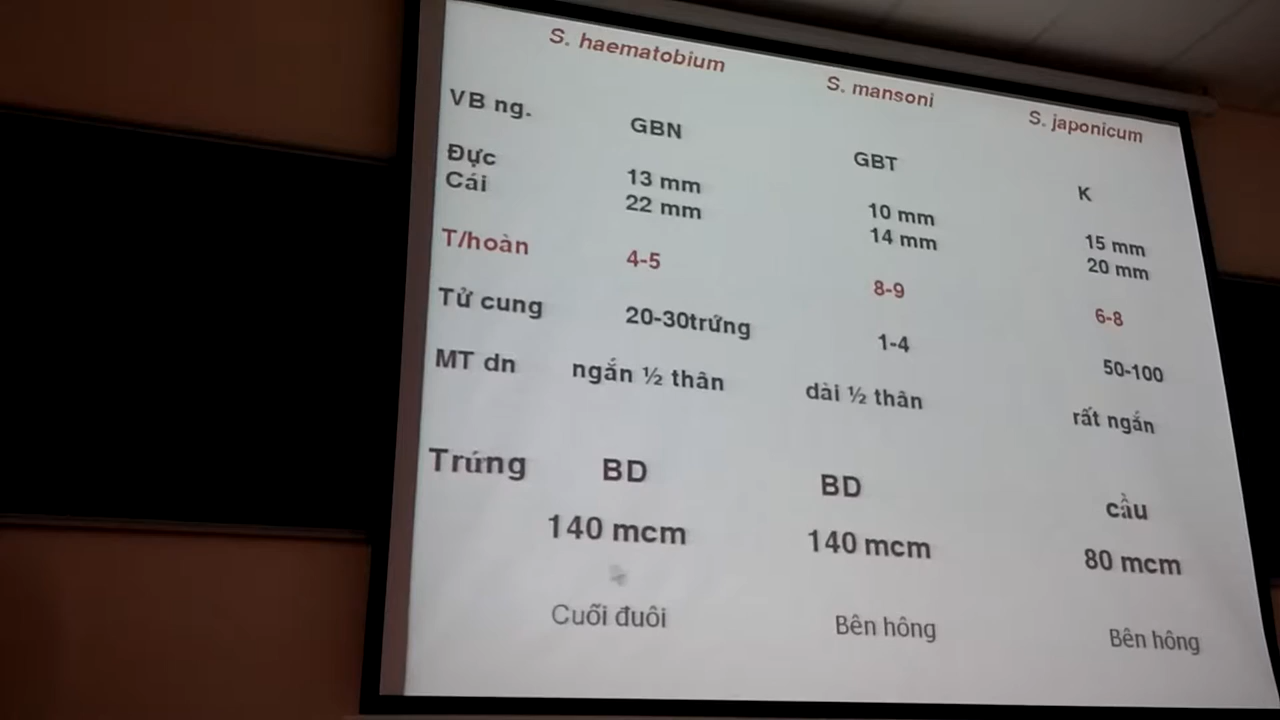 S. haematobium S. mansoni S. japonicum
VB ng. GBN GBT K
Đực 13 mm 10 mm 15 mm
Cái 22 mm 14 mm 20 mm
T/hoàn 4-5 8-9 6-8
Tử cung 20-30trứng 1-4 50-100
MT dn ngắn ½ thân dài ½ thân rất ngắn
Trứng BD BD cầu
140 mcm 140 mcm 80 mcm
Cuối đuôi Bên hông Bên hông